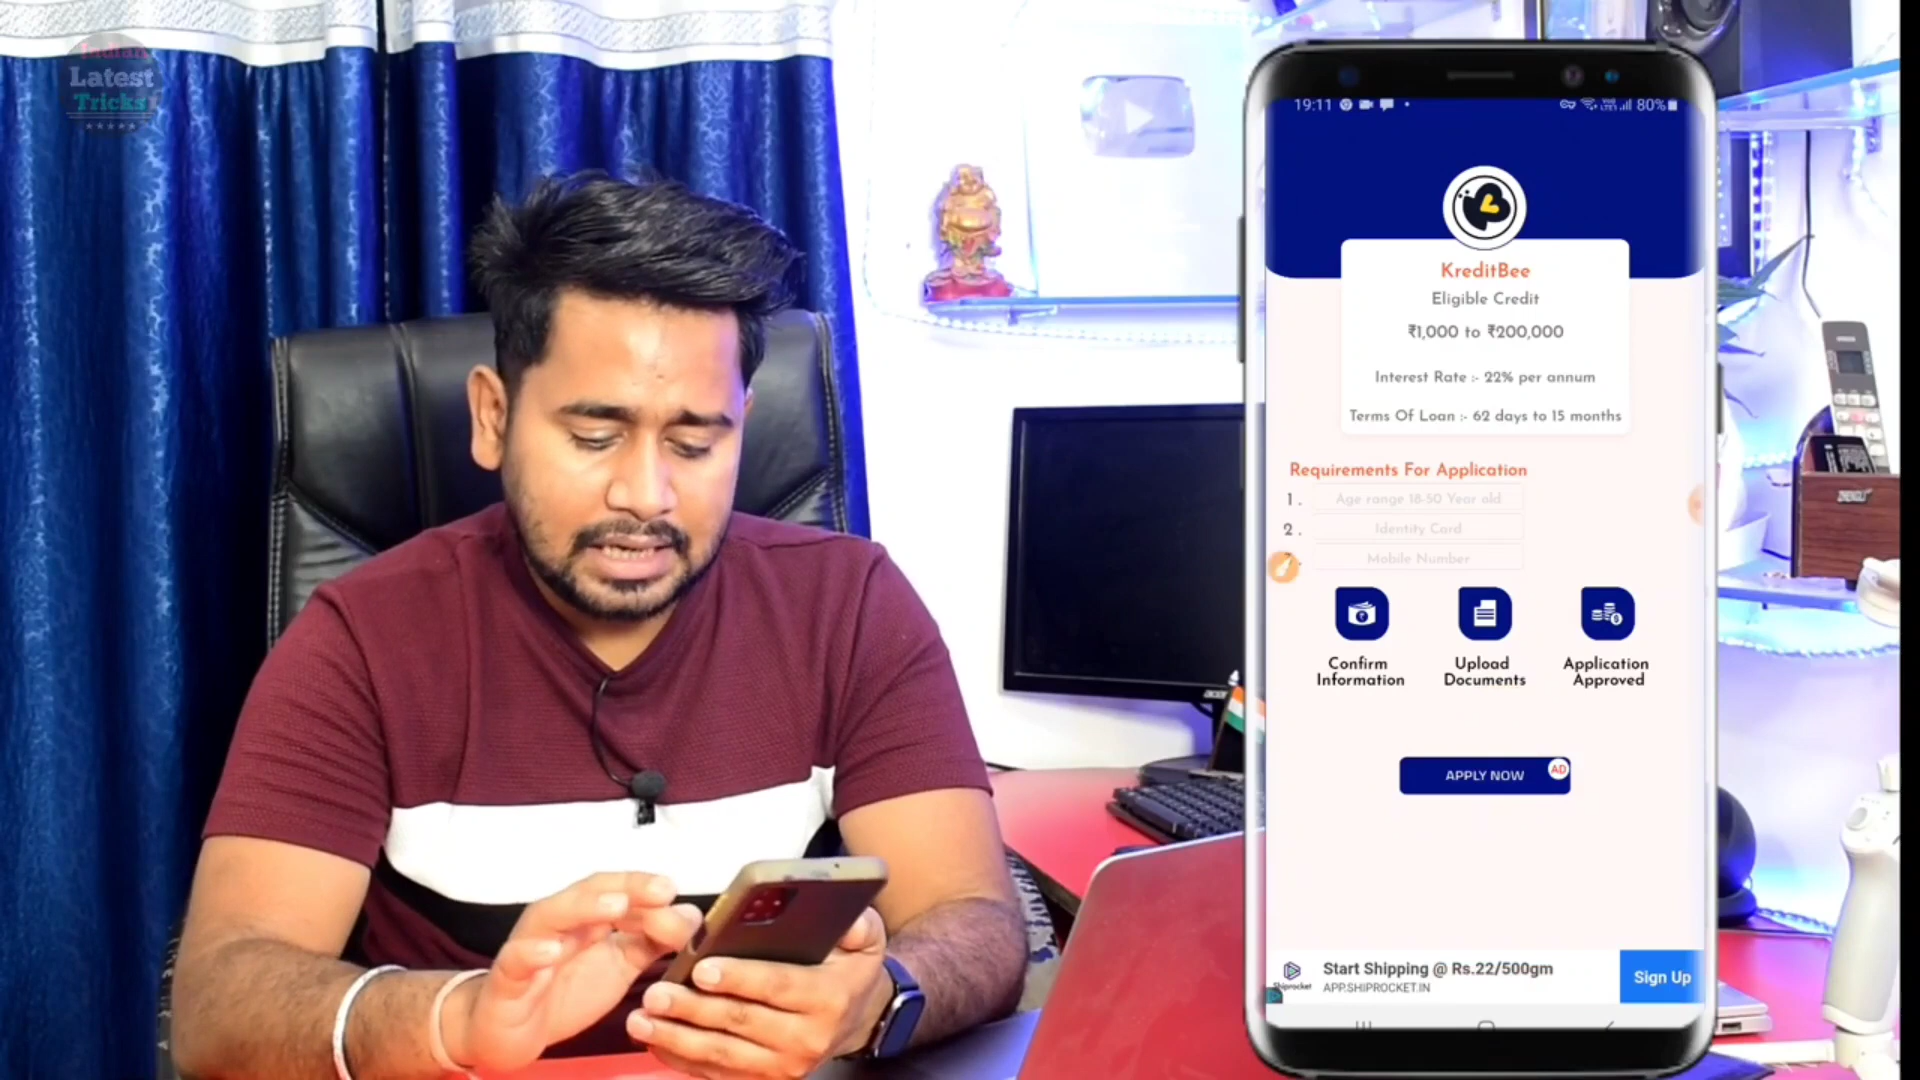 Indian
Latest
Tricks
19:11
80%
KreditBee
Eligible Credit
₹1,000 to ₹200,000
Interest Rate :- 22% per annum
Terms Of Loan :- 62 days to 15 months
Requirements For Application
1 . Age range 18-50 Year old
2 . Identity Card
Mobile Number
Confirm Information
Upload Documents
Application Approved
APPLY NOW
AD
Start Shipping @ Rs.22/500gm
APP.SHIPROCKET.IN
Shiprocket
Sign Up
acer